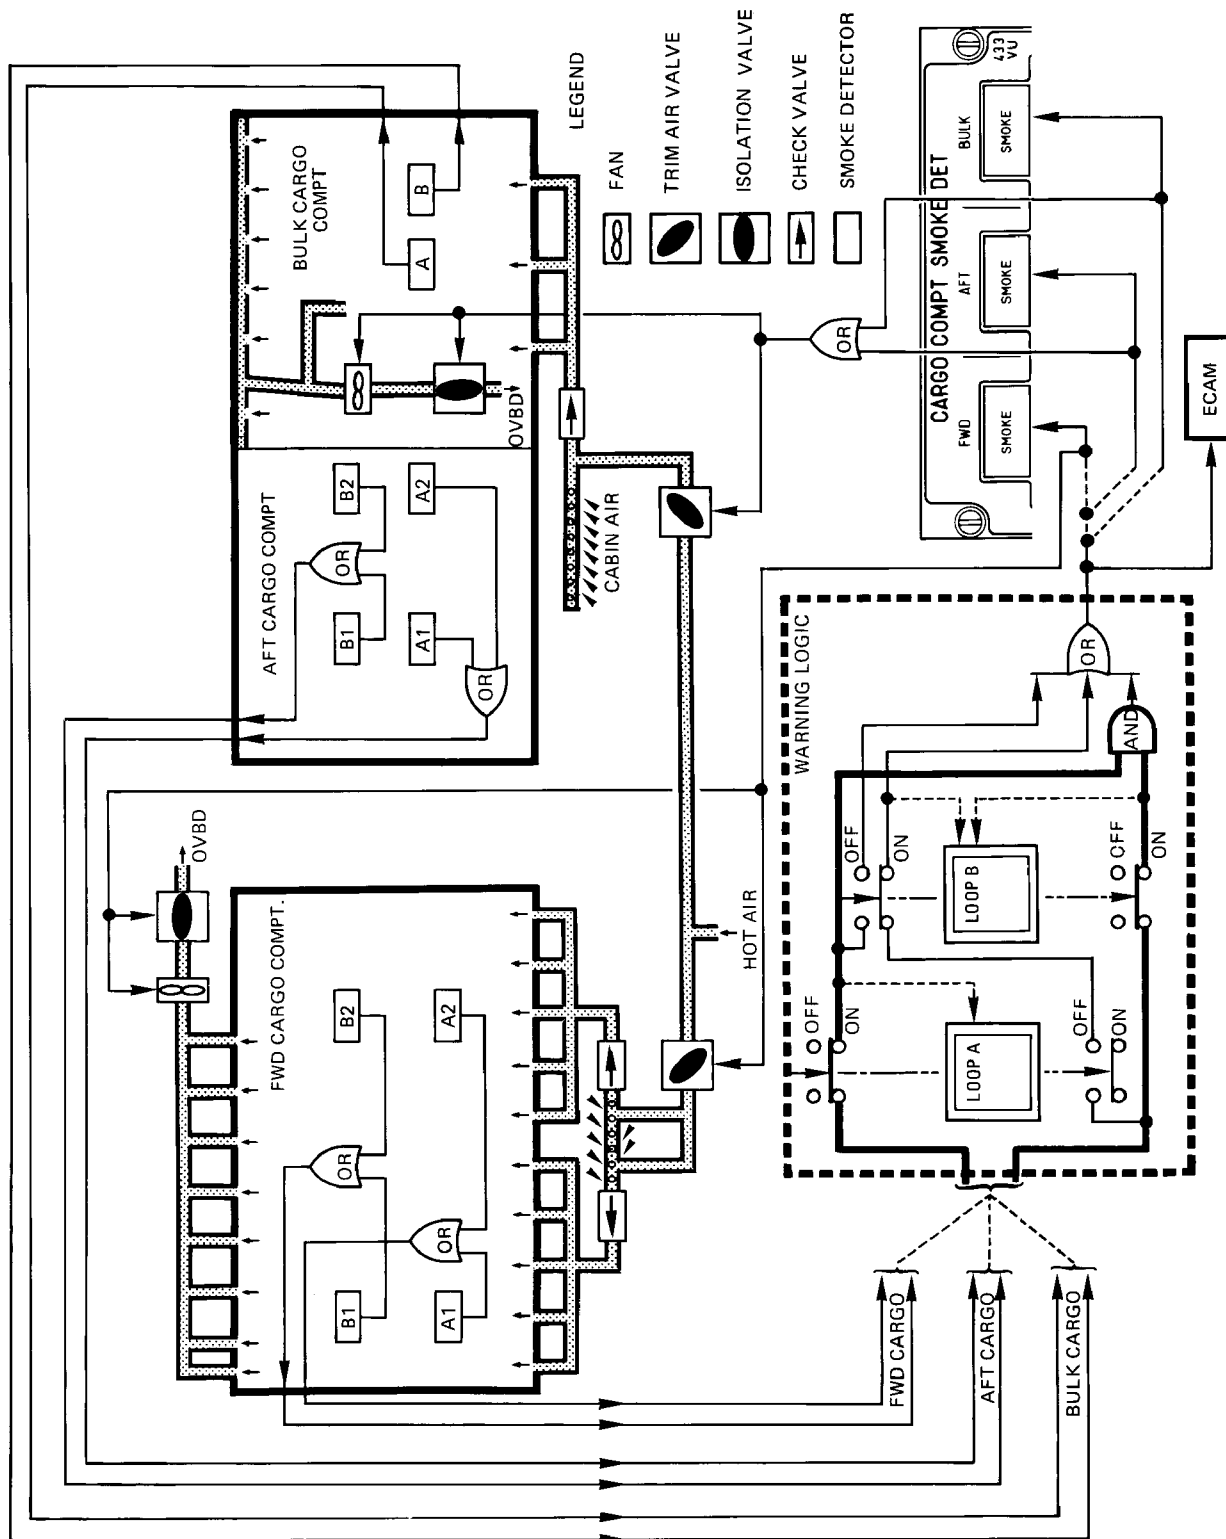 FWD CARGO COMPT.
B1
B2
A1
A2
OR
OR
OVBD
HOT AIR
AFT CARGO COMPT
B1
B2
A1
A2
OR
OR
CABIN AIR
BULK CARGO
COMPT
A
B
OVBD
LEGEND
FAN
TRIM AIR VALVE
ISOLATION VALVE
CHECK VALVE
SMOKE DETECTOR
OR
FWD CARGO
AFT CARGO
BULK CARGO
WARNING LOGIC
OFF
ON
OFF
ON
LOOP A
LOOP B
OFF
ON
OFF
ON
AND
OR
CARGO COMPT SMOKE DET
433
VU
FWD
AFT
BULK
SMOKE
SMOKE
SMOKE
ECAM